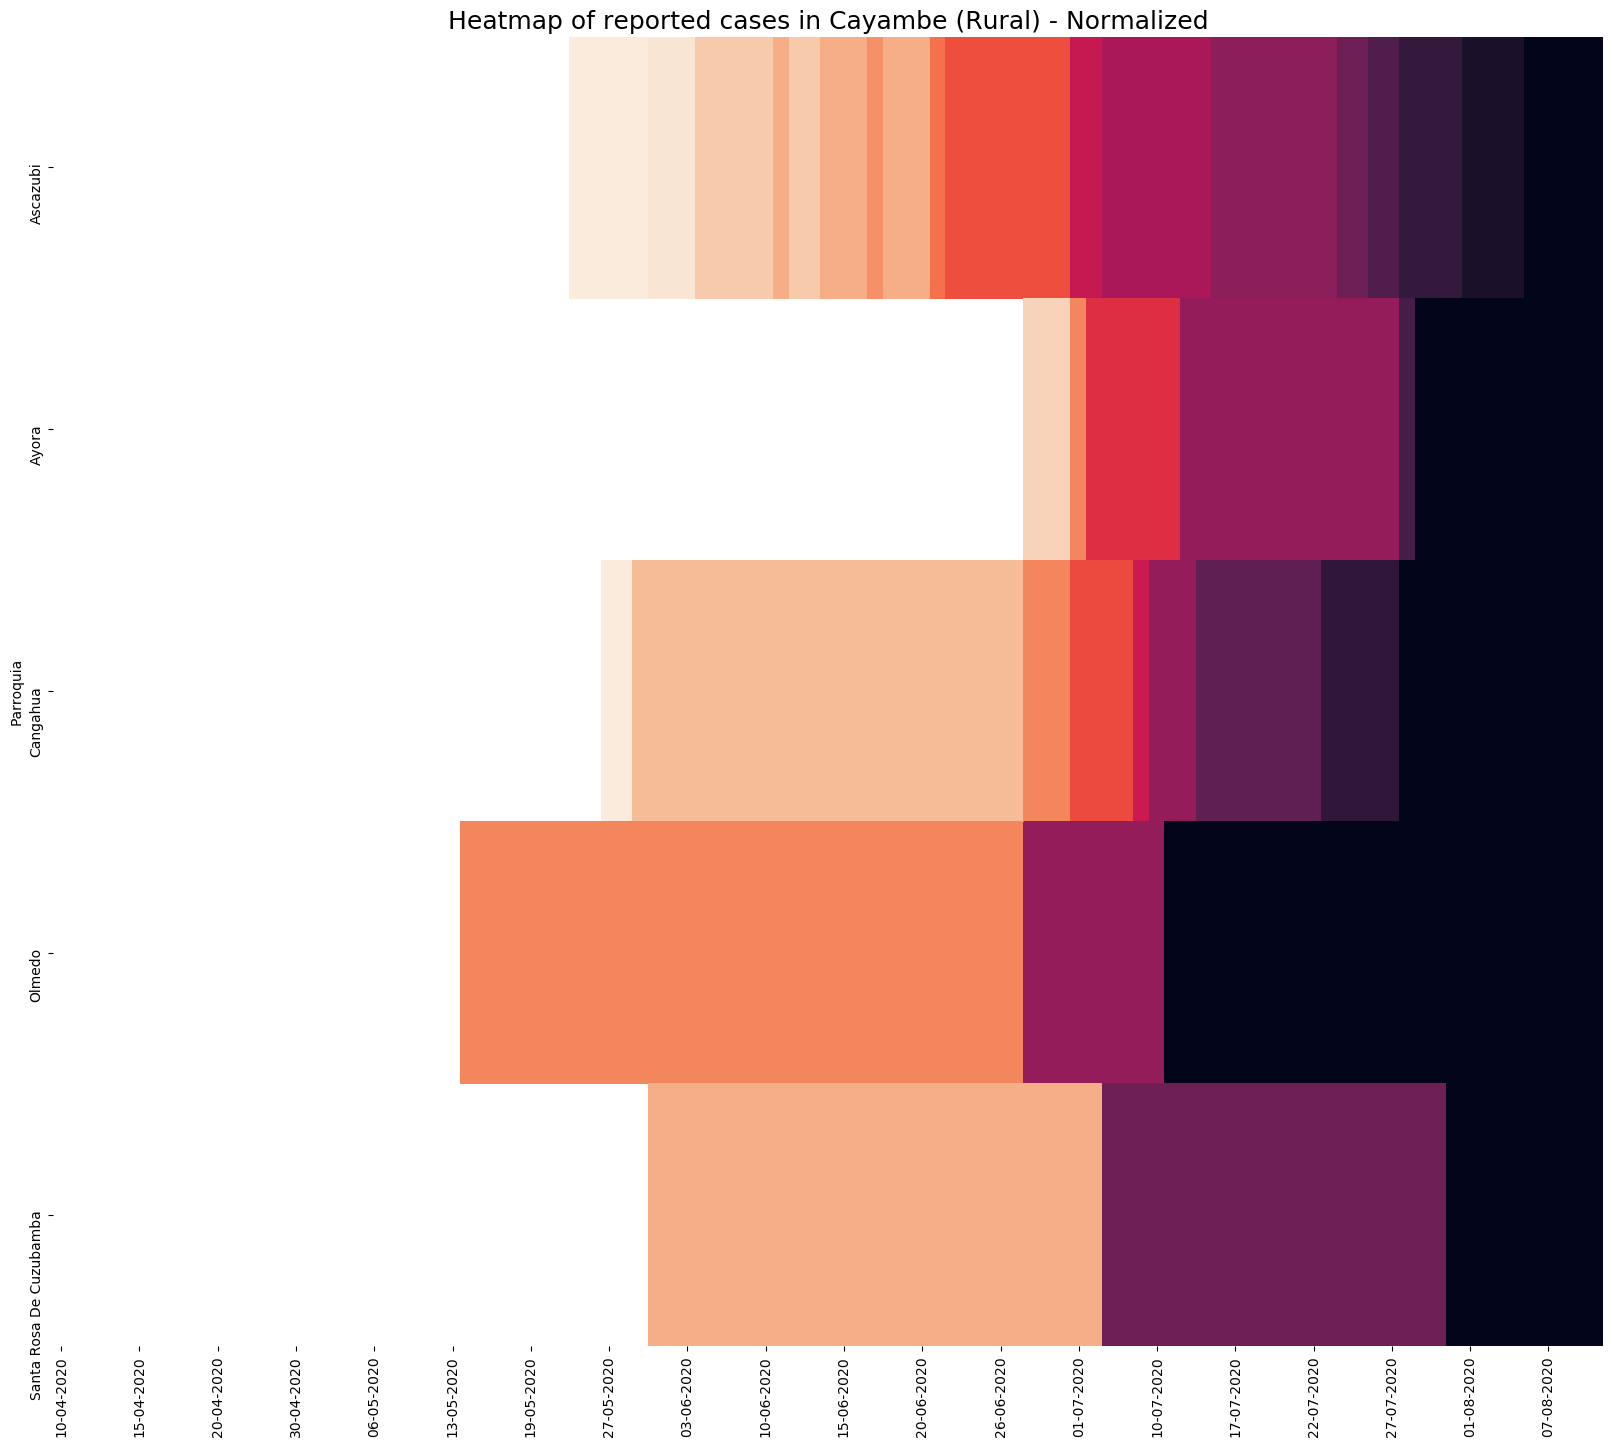 Heatmap of reported cases in Cayambe (Rural) - Normalized
Parroquia
Ascazubi
Ayora
Cangahua
Olmedo
Santa Rosa De Cuzubamba
10-04-2020
15-04-2020
20-04-2020
30-04-2020
06-05-2020
13-05-2020
19-05-2020
27-05-2020
03-06-2020
10-06-2020
15-06-2020
20-06-2020
26-06-2020
01-07-2020
10-07-2020
17-07-2020
22-07-2020
27-07-2020
01-08-2020
07-08-2020